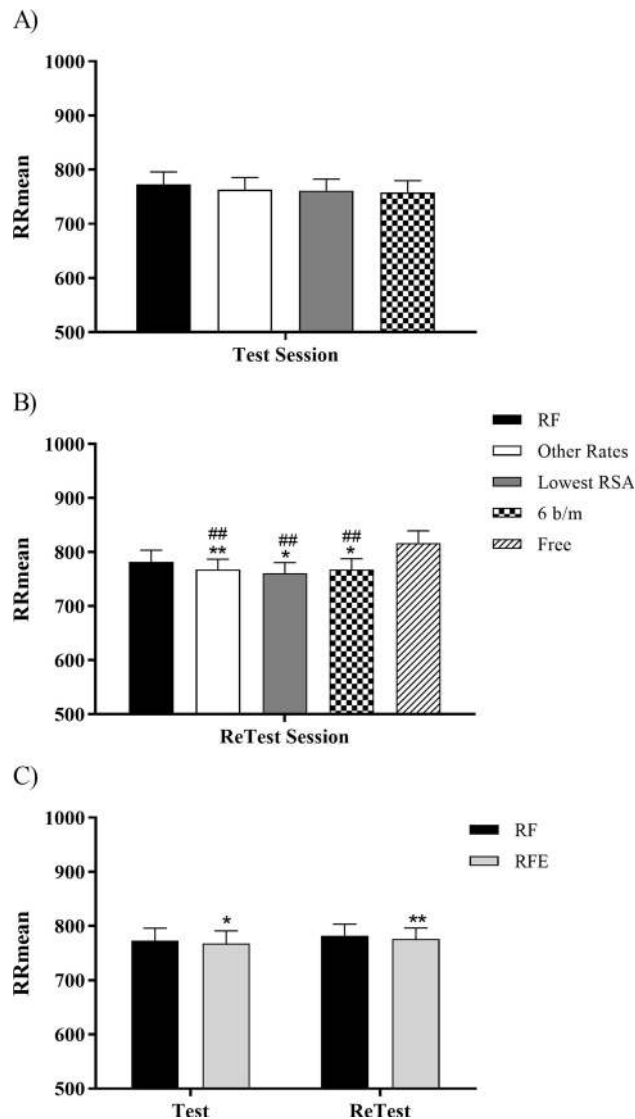 A)
1000
900
800
700
600
500
RRmean
Test Session
B)
1000
900
800
700
600
500
RRmean
## ## ##
** * *
ReTest Session
RF
Other Rates
Lowest RSA
6 b/m
Free
C)
1000
900
800
700
600
500
RRmean
* **
Test ReTest
RF
RFE